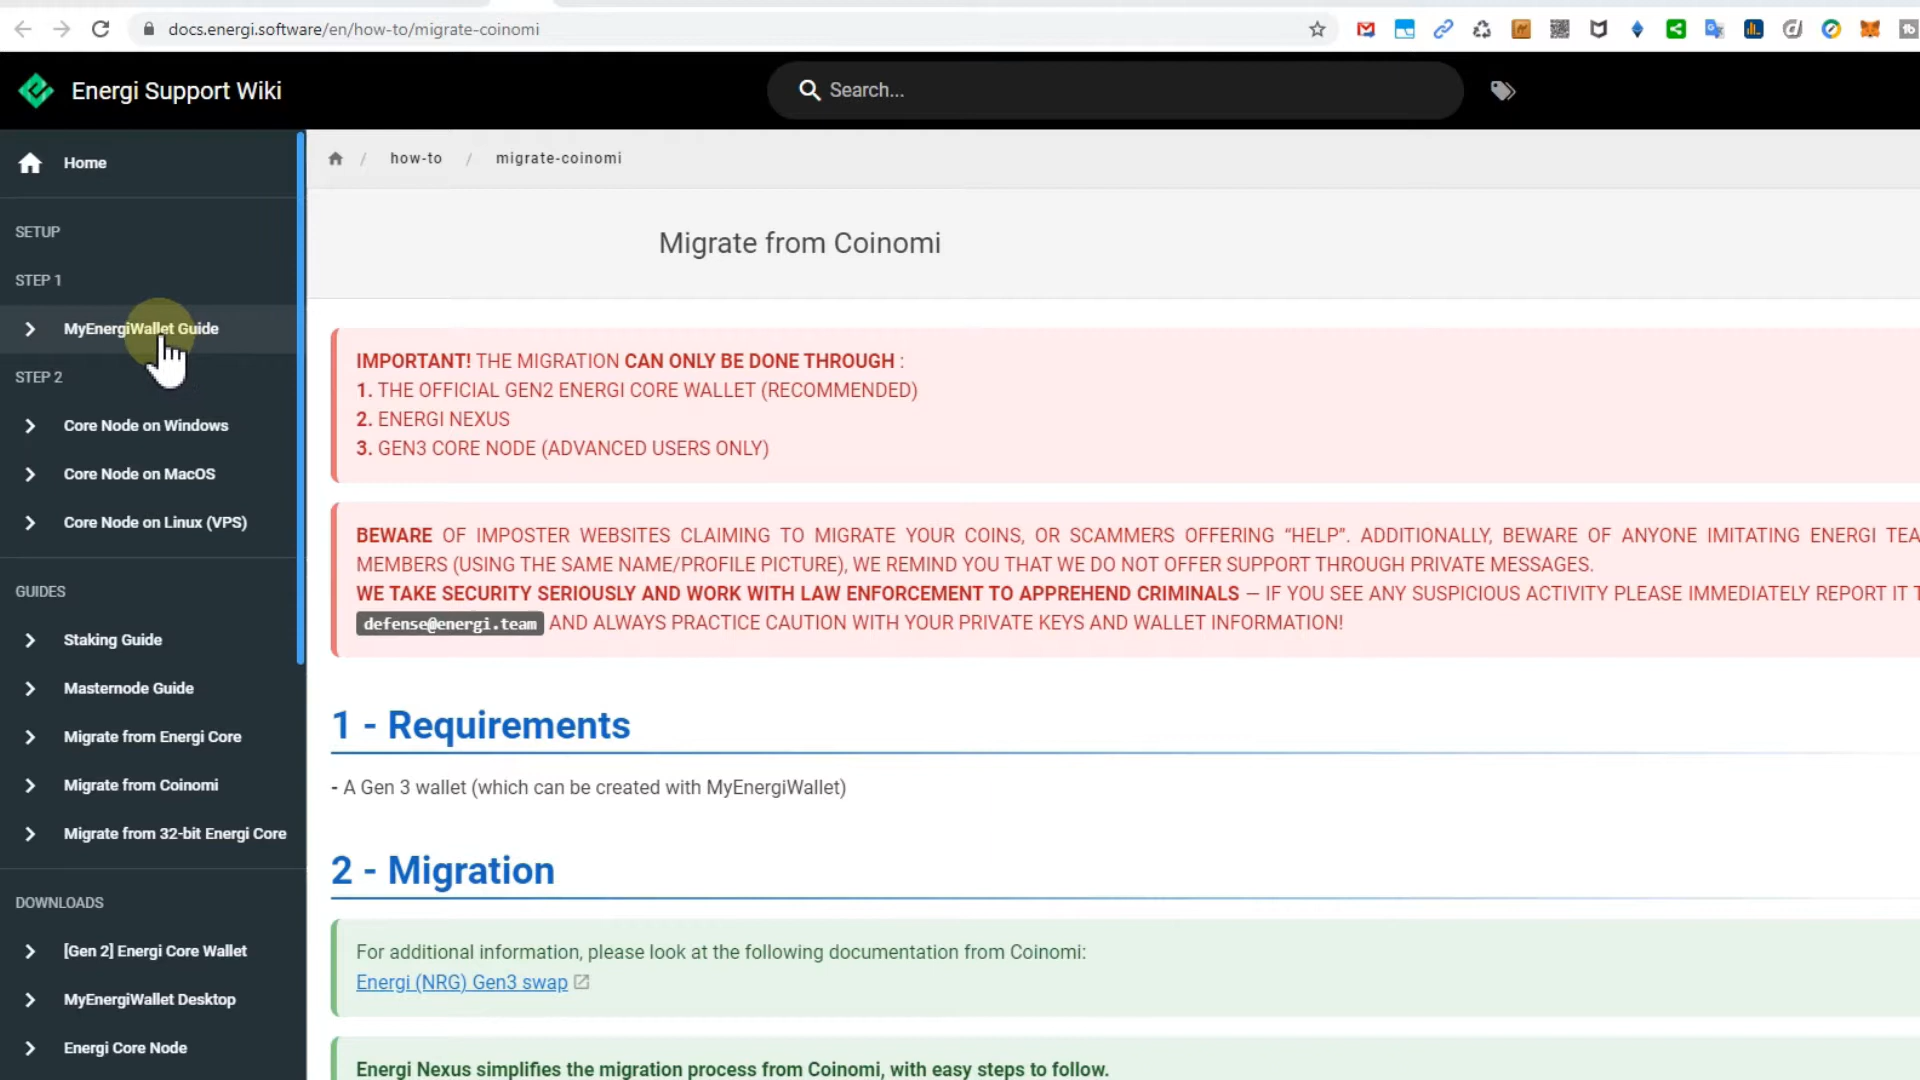 docs.energi.software/en/how-to/migrate-coinomi
Energi Support Wiki
Search...
Home
SETUP
STEP 1
MyEnergiWallet Guide
STEP 2
Core Node on Windows
Core Node on MacOS
Core Node on Linux (VPS)
GUIDES
Staking Guide
Masternode Guide
Migrate from Energi Core
Migrate from Coinomi
Migrate from 32-bit Energi Core
DOWNLOADS
[Gen 2] Energi Core Wallet
MyEnergiWallet Desktop
Energi Core Node
/ how-to / migrate-coinomi
Migrate from Coinomi
IMPORTANT! THE MIGRATION CAN ONLY BE DONE THROUGH :
1. THE OFFICIAL GEN2 ENERGI CORE WALLET (RECOMMENDED)
2. ENERGI NEXUS
3. GEN3 CORE NODE (ADVANCED USERS ONLY)
BEWARE OF IMPOSTER WEBSITES CLAIMING TO MIGRATE YOUR COINS, OR SCAMMERS OFFERING “HELP”. ADDITIONALLY, BEWARE OF ANYONE IMITATING ENERGI TEA
MEMBERS (USING THE SAME NAME/PROFILE PICTURE), WE REMIND YOU THAT WE DO NOT OFFER SUPPORT THROUGH PRIVATE MESSAGES.
WE TAKE SECURITY SERIOUSLY AND WORK WITH LAW ENFORCEMENT TO APPREHEND CRIMINALS — IF YOU SEE ANY SUSPICIOUS ACTIVITY PLEASE IMMEDIATELY REPORT IT T
defense@energi.team AND ALWAYS PRACTICE CAUTION WITH YOUR PRIVATE KEYS AND WALLET INFORMATION!
1 - Requirements
- A Gen 3 wallet (which can be created with MyEnergiWallet)
2 - Migration
For additional information, please look at the following documentation from Coinomi:
Energi (NRG) Gen3 swap
Energi Nexus simplifies the migration process from Coinomi, with easy steps to follow.